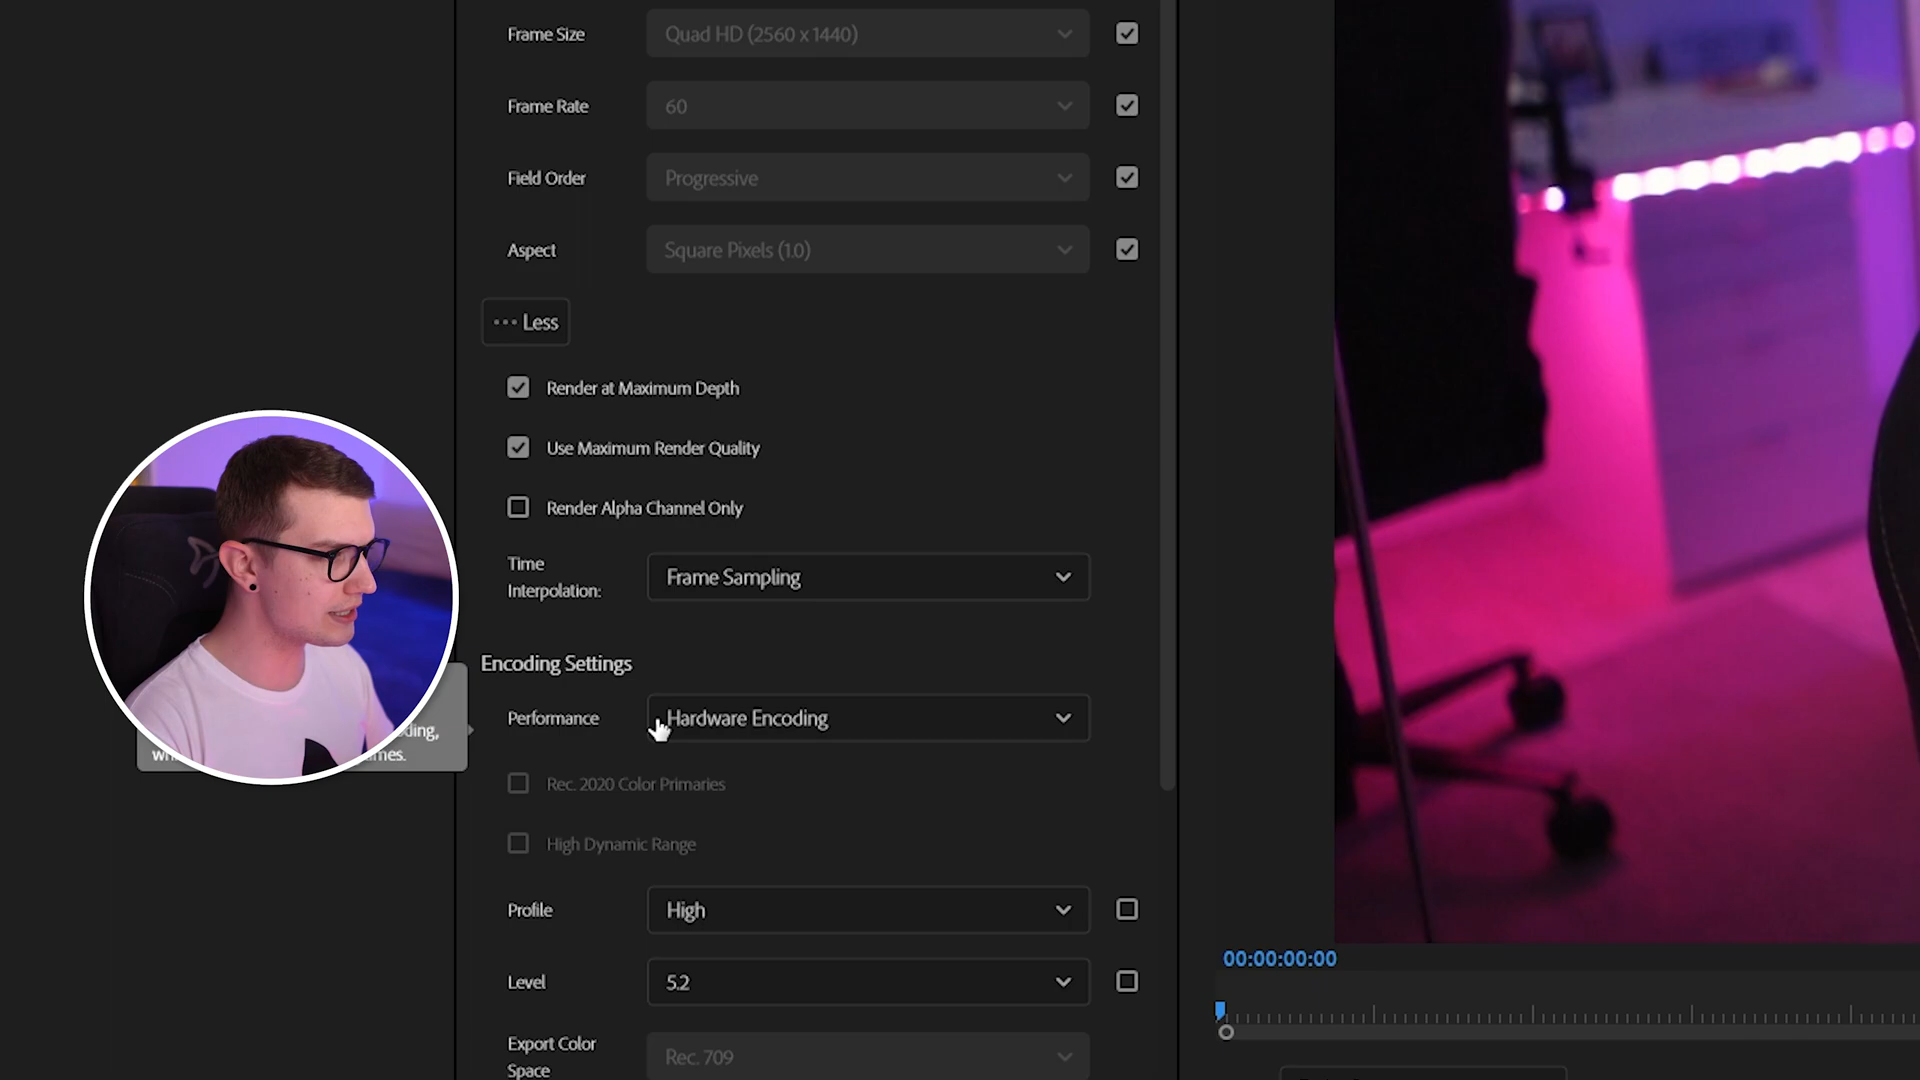 Frame Size
Quad HD (2560 x 1440)
Frame Rate
60
Field Order
Progressive
Aspect
Square Pixels (1.0)
Less
Render at Maximum Depth
Use Maximum Render Quality
Render Alpha Channel Only
Time
Interpolation:
Frame Sampling
Encoding Settings
Performance
Hardware Encoding
Rec. 2020 Color Primaries
High Dynamic Range
Profile
High
Level
5.2
Export Color
Space
Rec. 709
00:00:00:00